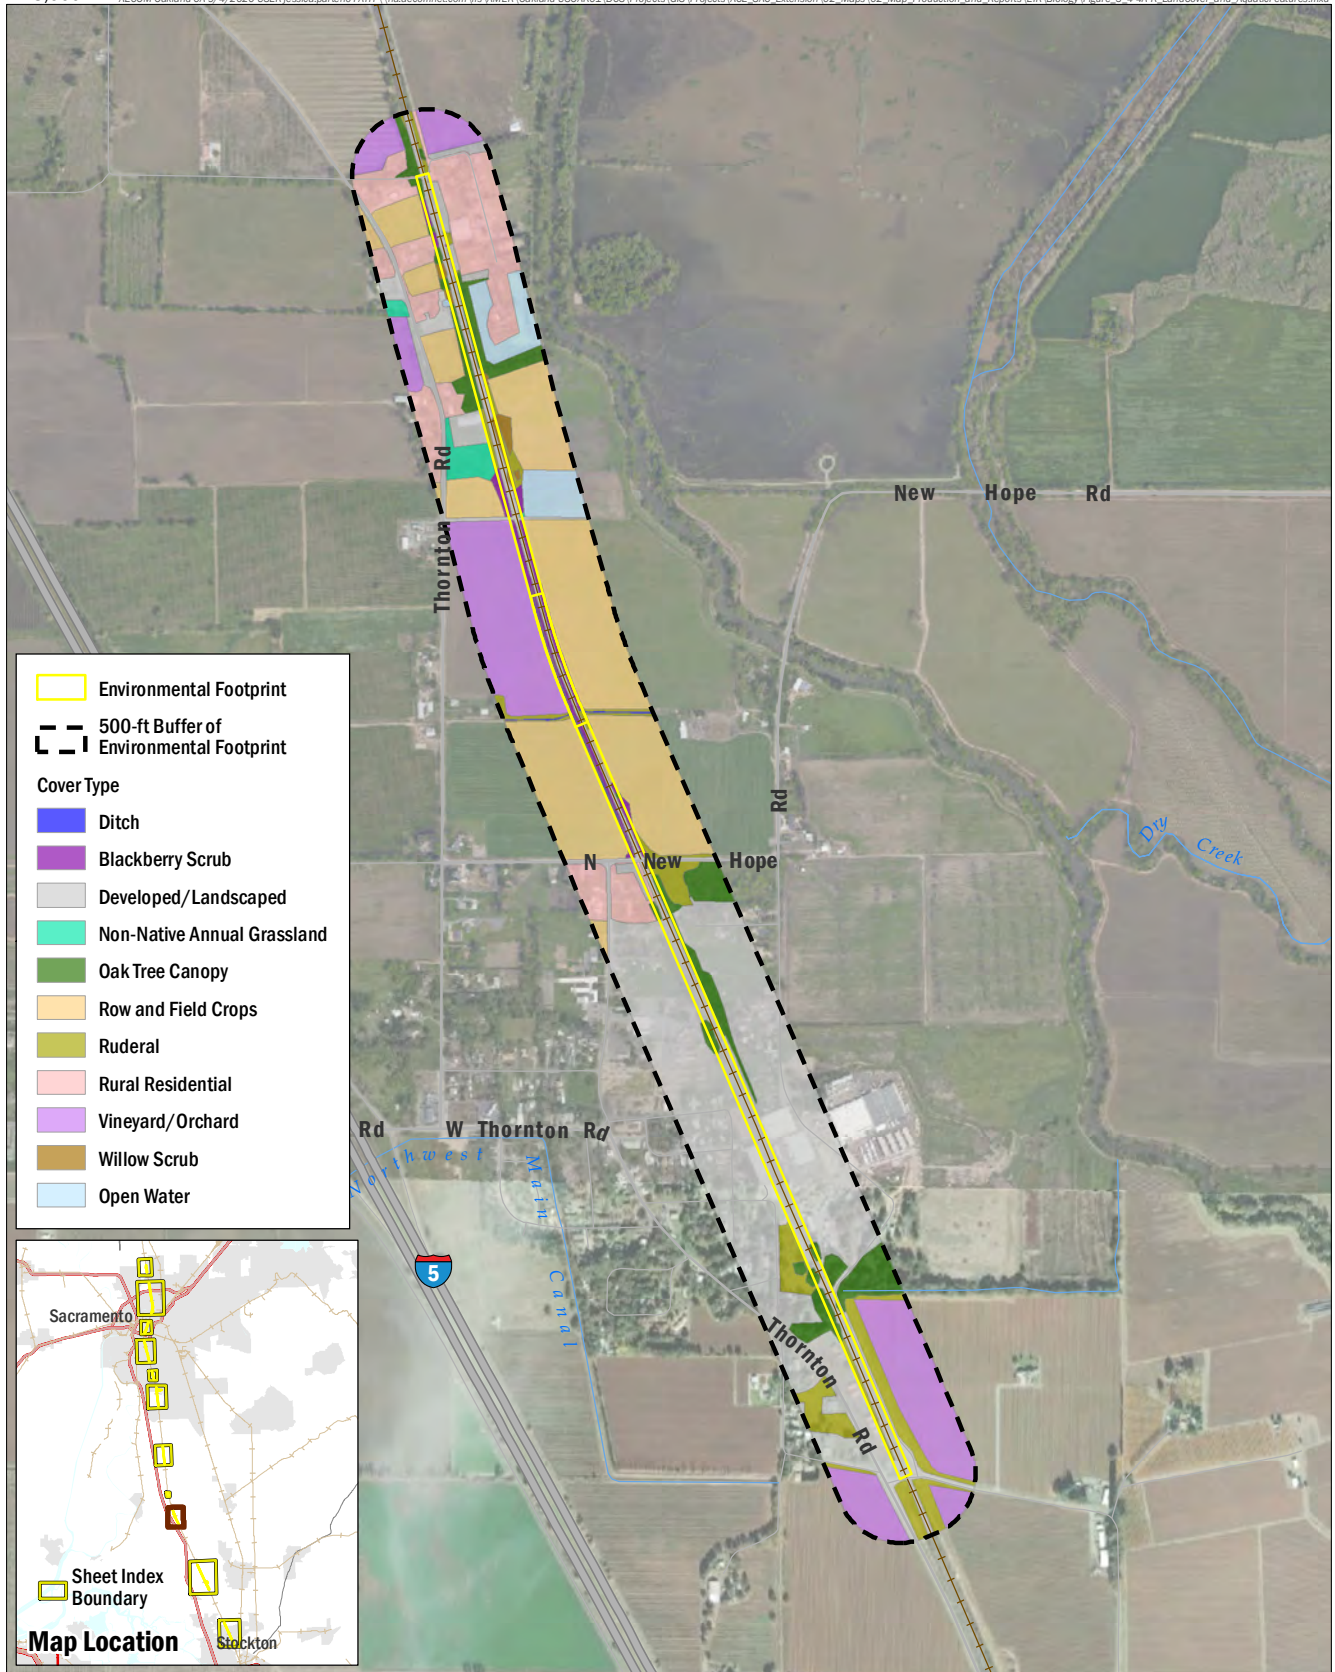 New Hope Rd
Thornton Rd
Rd
N New Hope
Dry Creek
Rd W Thornton Rd
Northwest Main Canal
5
Thornton Rd
Environmental Footprint
500-ft Buffer of
Environmental Footprint
Cover Type
Ditch
Blackberry Scrub
Developed/Landscaped
Non-Native Annual Grassland
Oak Tree Canopy
Row and Field Crops
Ruderal
Rural Residential
Vineyard/Orchard
Willow Scrub
Open Water
Sacramento
Sheet Index
Boundary
Map Location
Stockton